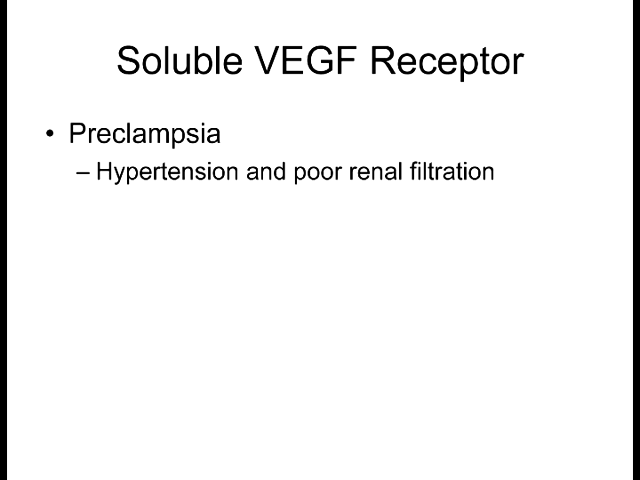 Soluble VEGF Receptor
• Preclampsia
– Hypertension and poor renal filtration